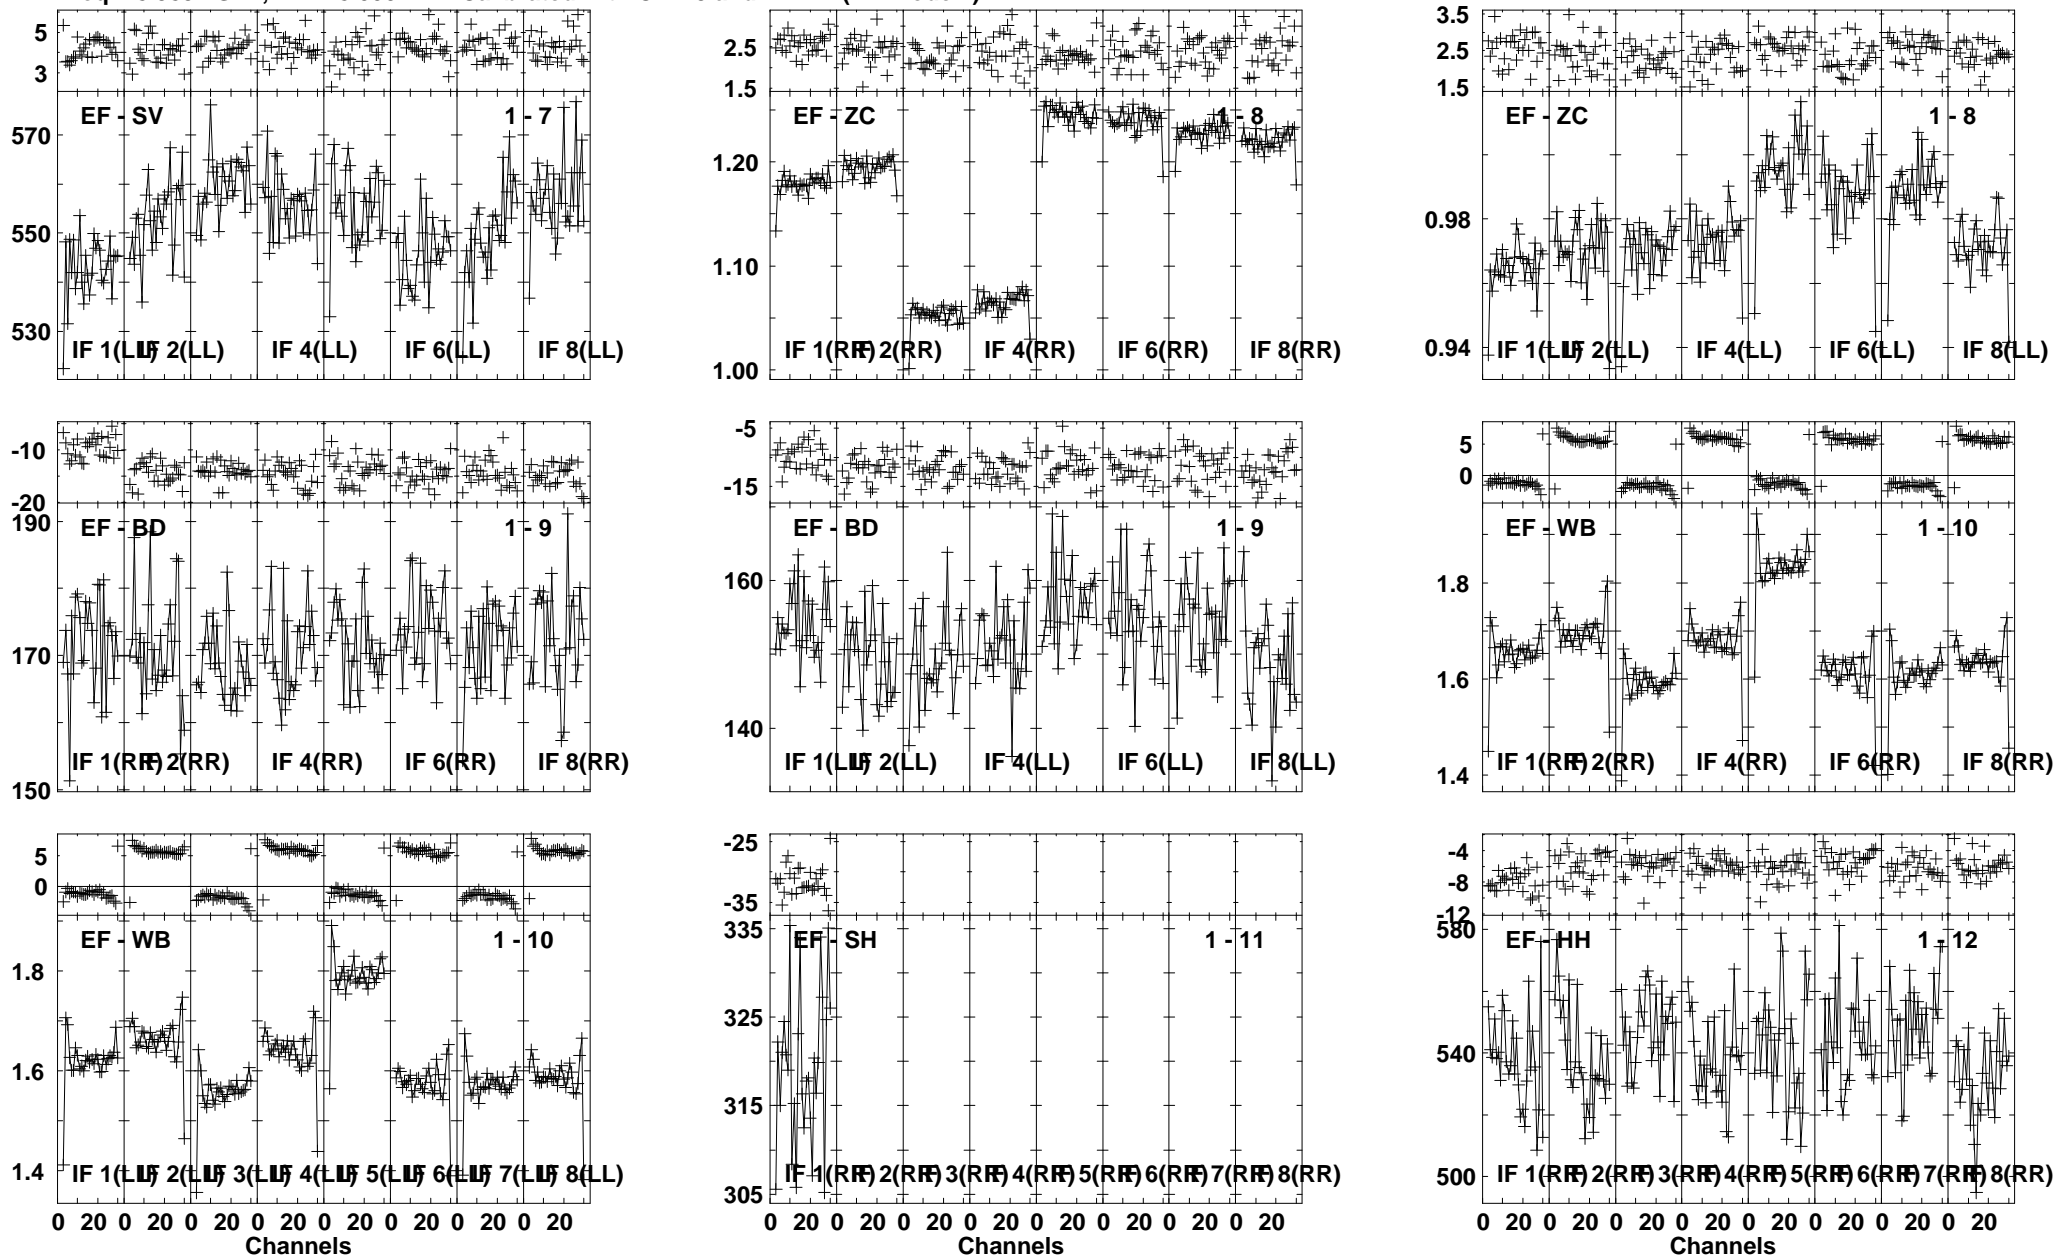 5
3
EF - SV
1 - 7
570
550
530
IF 1(LL) IF 2(LL) IF 4(LL) IF 6(LL) IF 8(LL)
2.5
1.5
EF - ZC
1 - 8
1.20
1.10
1.00
IF 1(RR) IF 2(RR) IF 4(RR) IF 6(RR) IF 8(RR)
3.5
2.5
1.5
EF - ZC
1 - 8
0.98
0.94
IF 1(LL) IF 2(LL) IF 4(LL) IF 6(LL) IF 8(LL)
-10
-20
EF - BD
1 - 9
190
170
150
IF 1(RR) IF 2(RR) IF 4(RR) IF 6(RR) IF 8(RR)
-5
-15
EF - BD
1 - 9
160
140
IF 1(LL) IF 2(LL) IF 4(LL) IF 6(LL) IF 8(LL)
5
0
EF - WB
1 - 10
1.8
1.6
1.4
IF 1(RR) IF 2(RR) IF 4(RR) IF 6(RR) IF 8(RR)
5
0
EF - WB
1 - 10
1.8
1.6
1.4
IF 1(LL) IF 2(LL) IF 3(LL) IF 4(LL) IF 5(LL) IF 6(LL) IF 7(LL) IF 8(LL)
0 20 0 20 0 20 0 20 0 20 0 20 0 20 0 20
Channels
-25
-35
EF - SH
1 - 11
335
325
315
305
IF 1(RR) IF 2(RR) IF 3(RR) IF 4(RR) IF 5(RR) IF 6(RR) IF 7(RR) IF 8(RR)
0 20 0 20 0 20 0 20 0 20 0 20 0 20 0 20
Channels
-4
-8
-12
EF - HH
1 - 12
580
540
500
IF 1(RR) IF 2(RR) IF 3(RR) IF 4(RR) IF 5(RR) IF 6(RR) IF 7(RR) IF 8(RR)
0 20 0 20 0 20 0 20 0 20 0 20 0 20 0 20
Channels